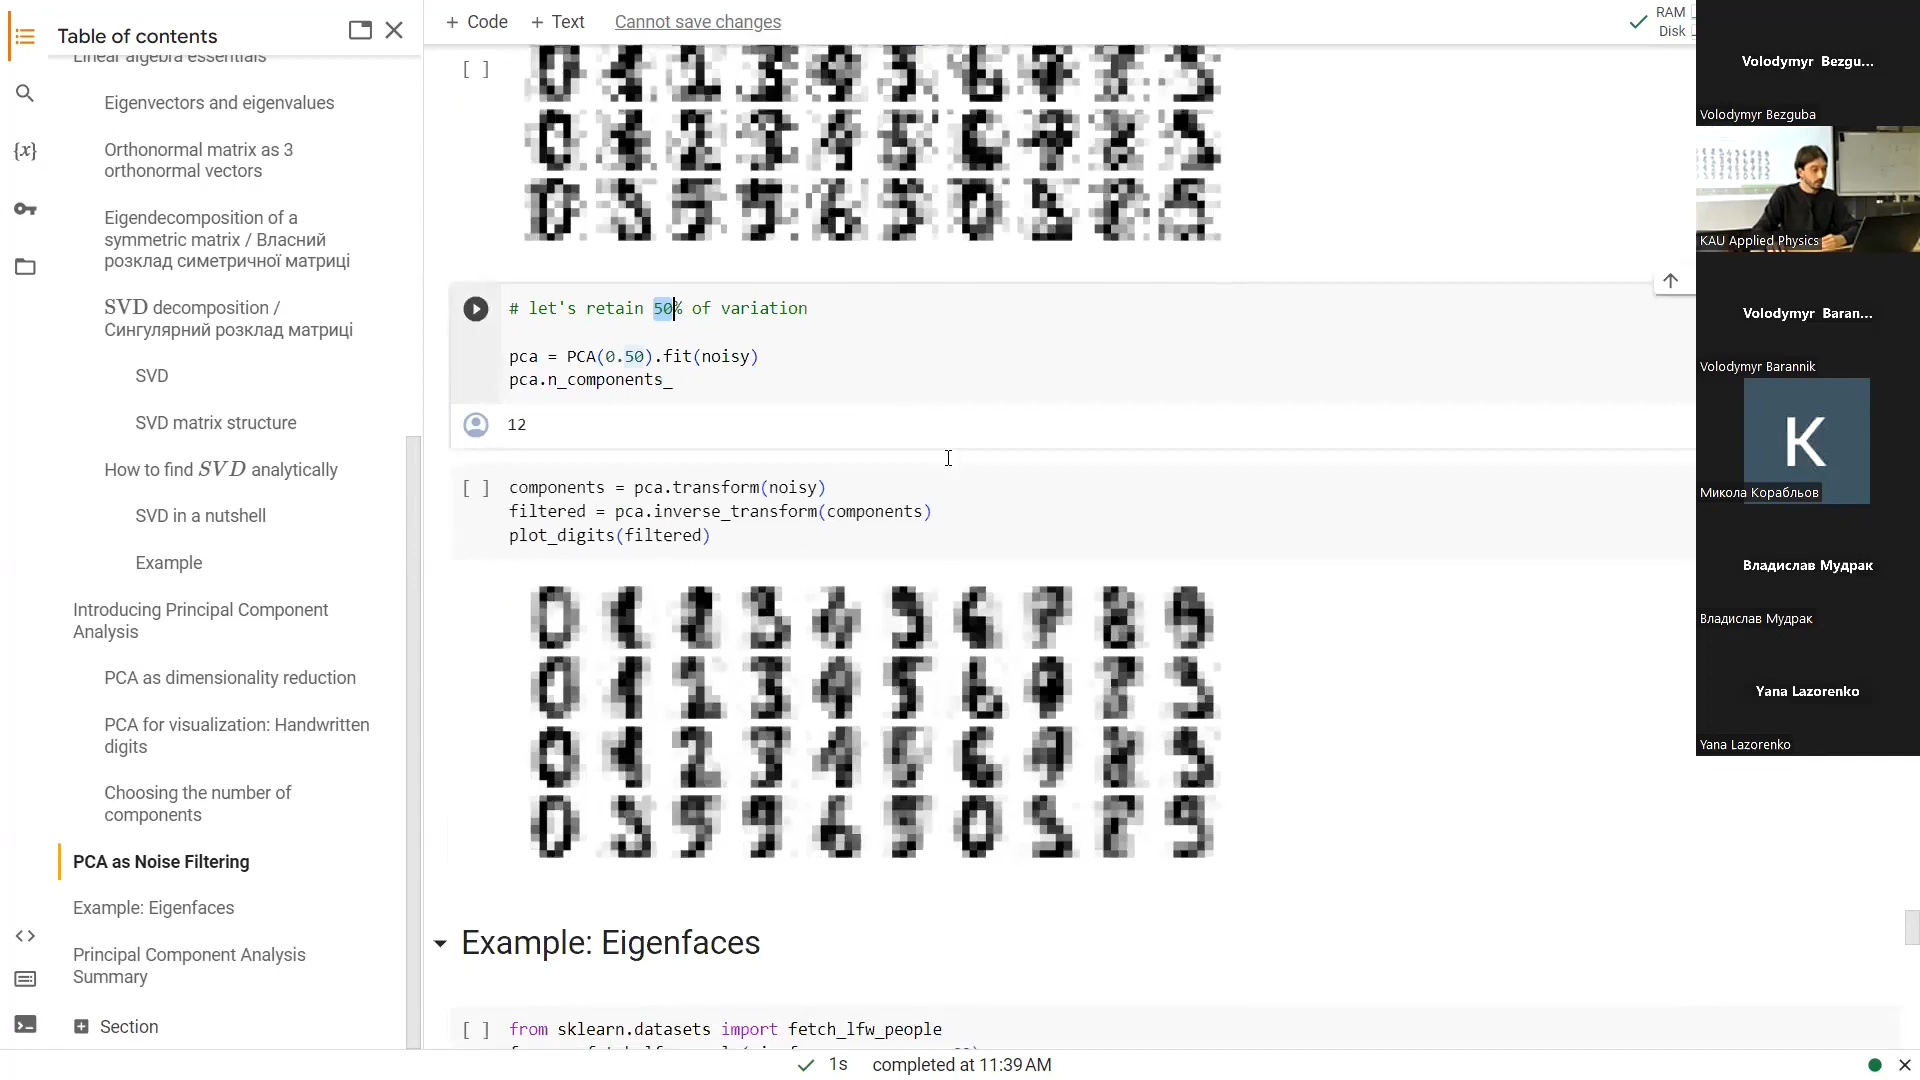 Table of contents
Linear algebra essentials
Eigenvectors and eigenvalues
Orthonormal matrix as 3
orthonormal vectors
Eigendecomposition of a
symmetric matrix / Власний
розклад симетричної матриці
SVD decomposition /
Сингулярний розклад матриці
SVD
SVD matrix structure
How to find SVD analytically
SVD in a nutshell
Example
Introducing Principal Component
Analysis
PCA as dimensionality reduction
PCA for visualization: Handwritten
digits
Choosing the number of
components
PCA as Noise Filtering
Example: Eigenfaces
Principal Component Analysis
Summary
Section
+ Code + Text Cannot save changes
RAM
Disk
[ ]
# let's retain 50% of variation
pca = PCA(0.50).fit(noisy)
pca.n_components_
12
[ ] components = pca.transform(noisy)
filtered = pca.inverse_transform(components)
plot_digits(filtered)
Example: Eigenfaces
[ ] from sklearn.datasets import fetch_lfw_people
1s completed at 11:39 AM
Volodymyr Bezgu...
Volodymyr Bezguba
KAU Applied Physics
Volodymyr Baran...
Volodymyr Barannik
K
Микола Корабльов
Владислав Мудрак
Владислав Мудрак
Yana Lazorenko
Yana Lazorenko